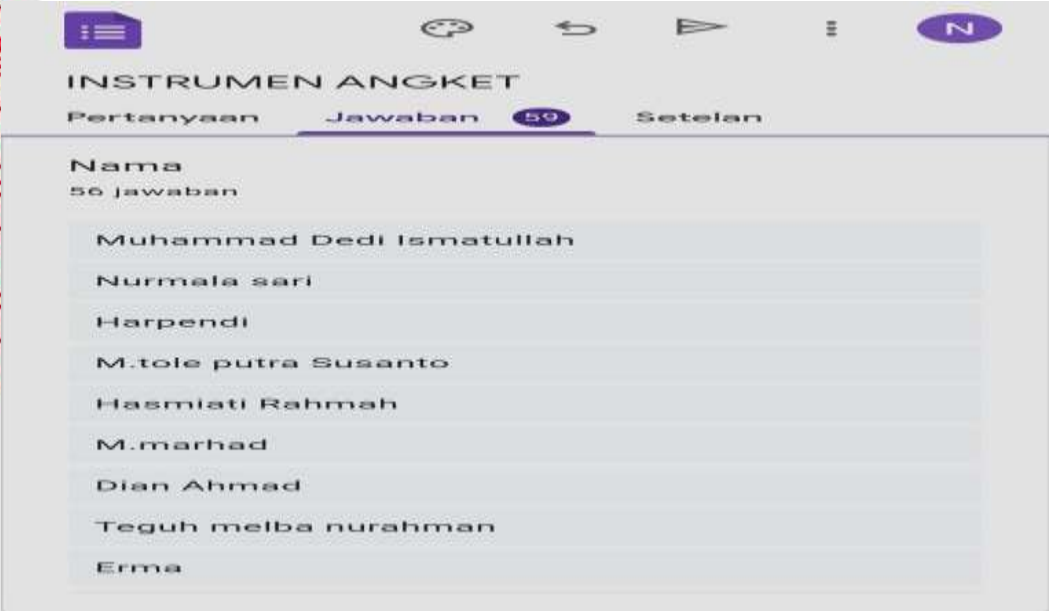 N
INSTRUMEN ANGKET
Pertanyaan Jawaban 59 Setelan
Nama
56 jawaban
Muhammad Dedi Ismatullah
Nurmala sari
Harpendi
M.tole putra Susanto
Hasmiati Rahmah
M.marhad
Dian Ahmad
Teguh melba nurahman
Erma